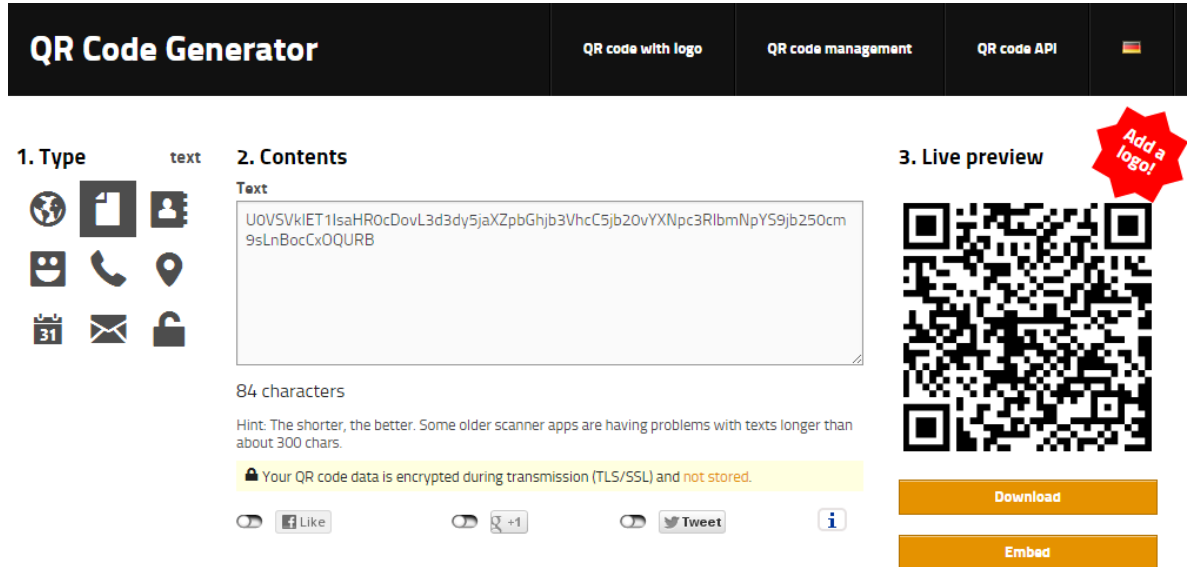 QR Code Generator
QR code with logo
QR code management
QR code API
1. Type
text
31
2. Contents
Text
U0VSVklET1IsaHR0cDovL3d3dy5jaXZpbGhjb3VhcC5jb20vYXNpc3RlbmNpYS9jb250cm
9sLnBocCxOQURB
84 characters
Hint: The shorter, the better. Some older scanner apps are having problems with texts longer than
about 300 chars.
Your QR code data is encrypted during transmission (TLS/SSL) and not stored.
Like
g +1
Tweet
i
3. Live preview
Add a
logo!
Download
Embed